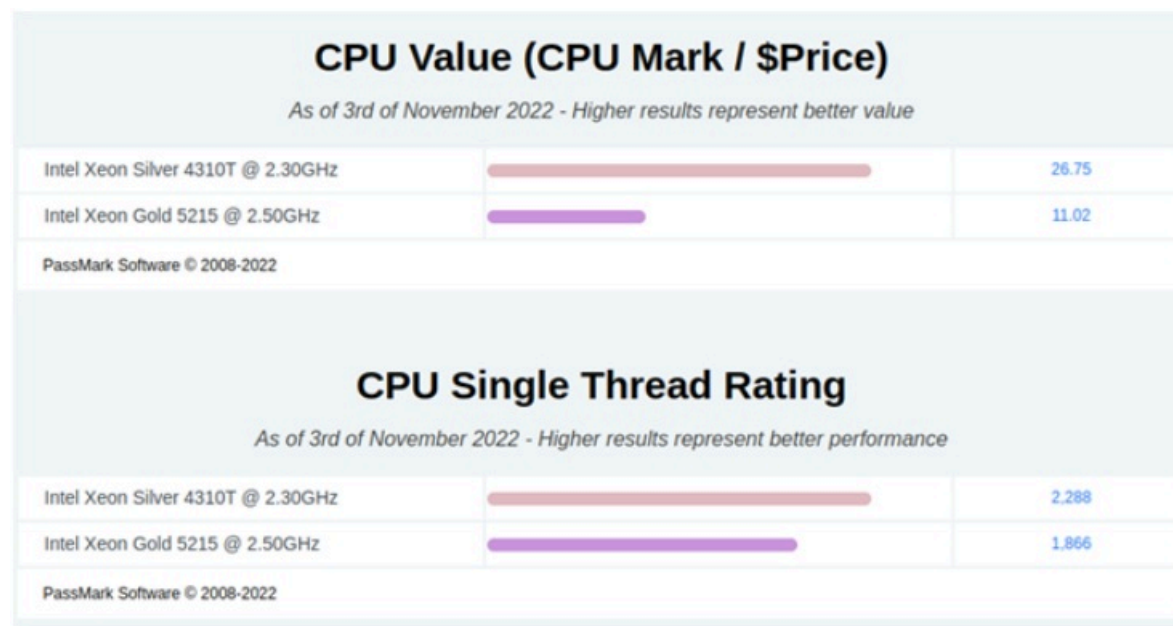 CPU Value (CPU Mark / $Price)
As of 3rd of November 2022 - Higher results represent better value
Intel Xeon Silver 4310T @ 2.30GHz 26.75
Intel Xeon Gold 5215 @ 2.50GHz 11.02
PassMark Software © 2008-2022
CPU Single Thread Rating
As of 3rd of November 2022 - Higher results represent better performance
Intel Xeon Silver 4310T @ 2.30GHz 2,288
Intel Xeon Gold 5215 @ 2.50GHz 1,866
PassMark Software © 2008-2022